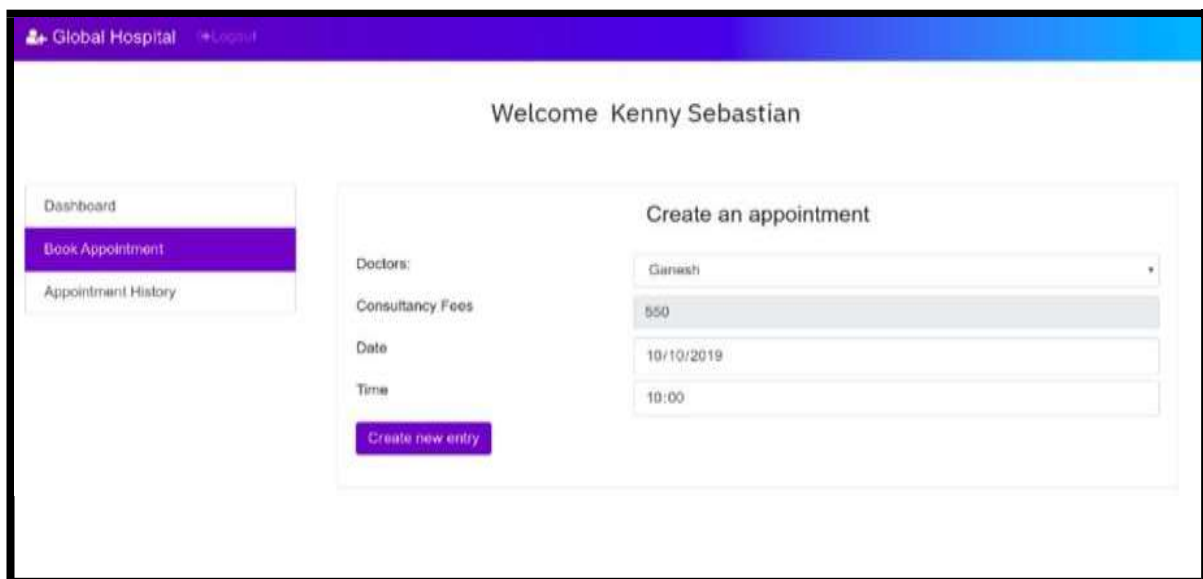 Global Hospital Logout
Welcome Kenny Sebastian
Dashboard
Book Appointment
Appointment History
Create an appointment
Doctors: Ganesh
Consultancy Fees 550
Date 10/10/2019
Time 10:00
Create new entry